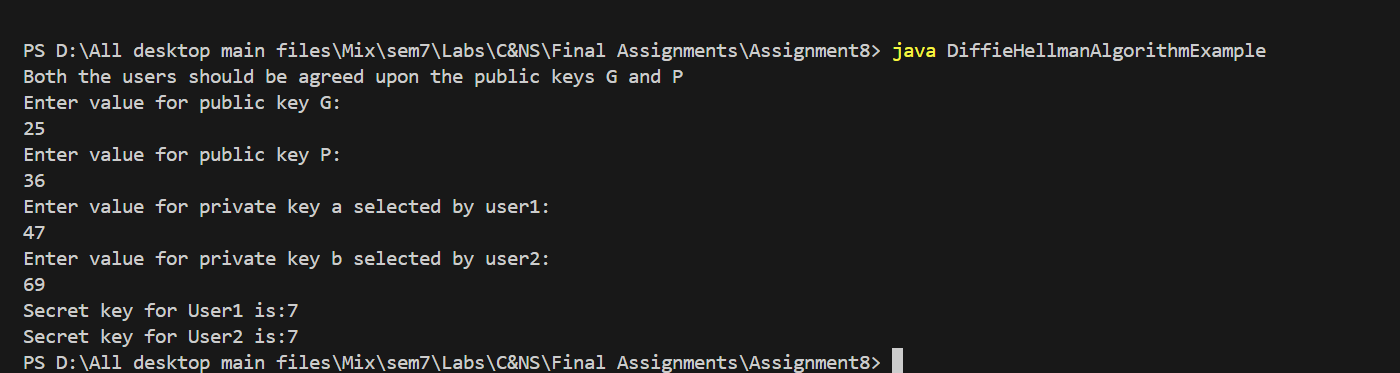 PS D:\All desktop main files\Mix\sem7\Labs\C&NS\Final Assignments\Assignment8> java DiffieHellmanAlgorithmExample
Both the users should be agreed upon the public keys G and P
Enter value for public key G:
25
Enter value for public key P:
36
Enter value for private key a selected by user1:
47
Enter value for private key b selected by user2:
69
Secret key for User1 is:7
Secret key for User2 is:7
PS D:\All desktop main files\Mix\sem7\Labs\C&NS\Final Assignments\Assignment8>